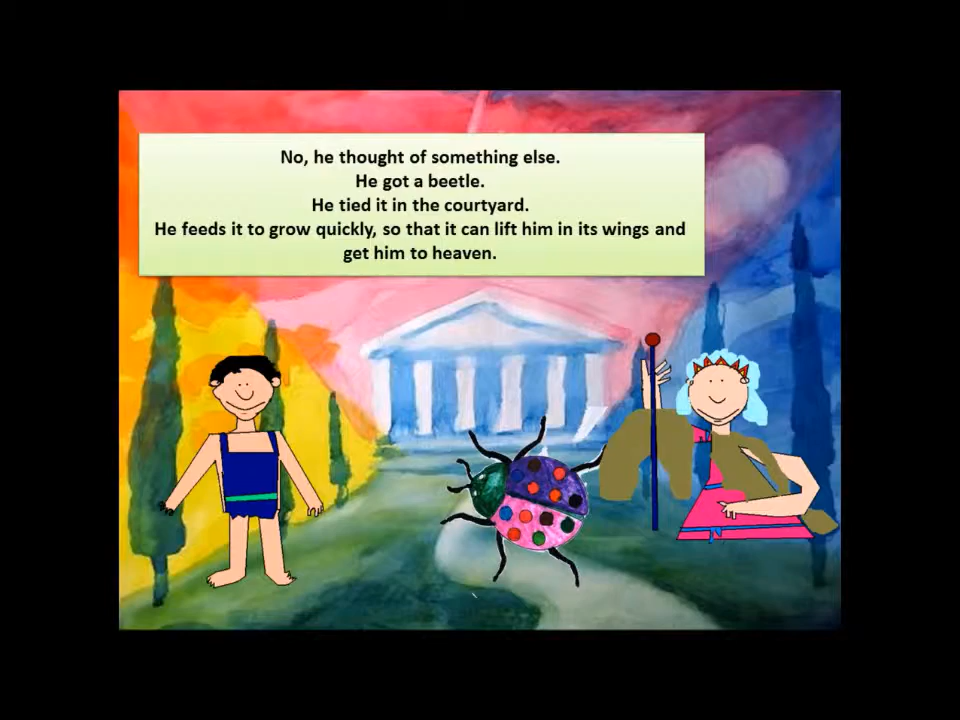 No, he thought of something else.
He got a beetle.
He tied it in the courtyard.
He feeds it to grow quickly, so that it can lift him in its wings and
get him to heaven.